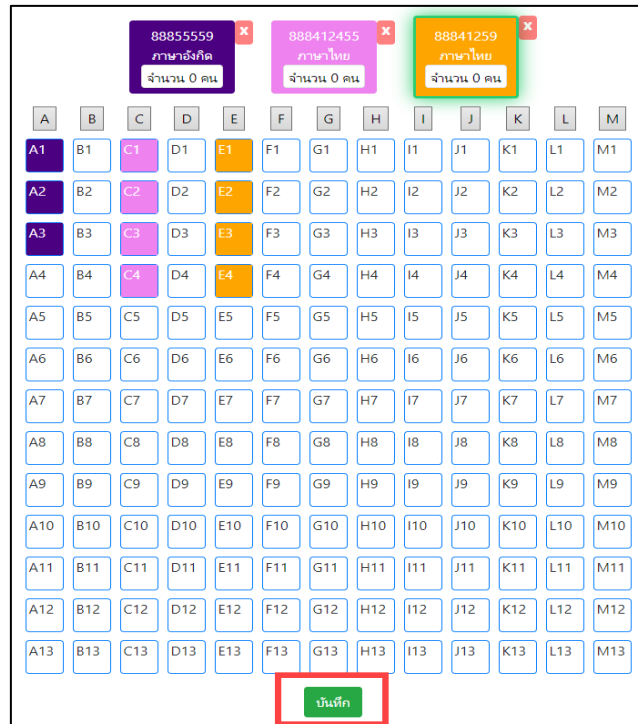 88855559 x 888412455 x 88841259 x
ภาษาอังกิด ภาษาไทย ภาษาไทย
จำนวน 0 คน จำนวน 0 คน จำนวน 0 คน
A B C D E F G H I J K L M
A1 B1 C1 D1 E1 F1 G1 H1 I1 J1 K1 L1 M1
A2 B2 C2 D2 E2 F2 G2 H2 I2 J2 K2 L2 M2
A3 B3 C3 D3 E3 F3 G3 H3 I3 J3 K3 L3 M3
A4 B4 C4 D4 E4 F4 G4 H4 I4 J4 K4 L4 M4
A5 B5 C5 D5 E5 F5 G5 H5 I5 J5 K5 L5 M5
A6 B6 C6 D6 E6 F6 G6 H6 I6 J6 K6 L6 M6
A7 B7 C7 D7 E7 F7 G7 H7 I7 J7 K7 L7 M7
A8 B8 C8 D8 E8 F8 G8 H8 I8 J8 K8 L8 M8
A9 B9 C9 D9 E9 F9 G9 H9 I9 J9 K9 L9 M9
A10 B10 C10 D10 E10 F10 G10 H10 I10 J10 K10 L10 M10
A11 B11 C11 D11 E11 F11 G11 H11 I11 J11 K11 L11 M11
A12 B12 C12 D12 E12 F12 G12 H12 I12 J12 K12 L12 M12
A13 B13 C13 D13 E13 F13 G13 H13 I13 J13 K13 L13 M13
บันทึก